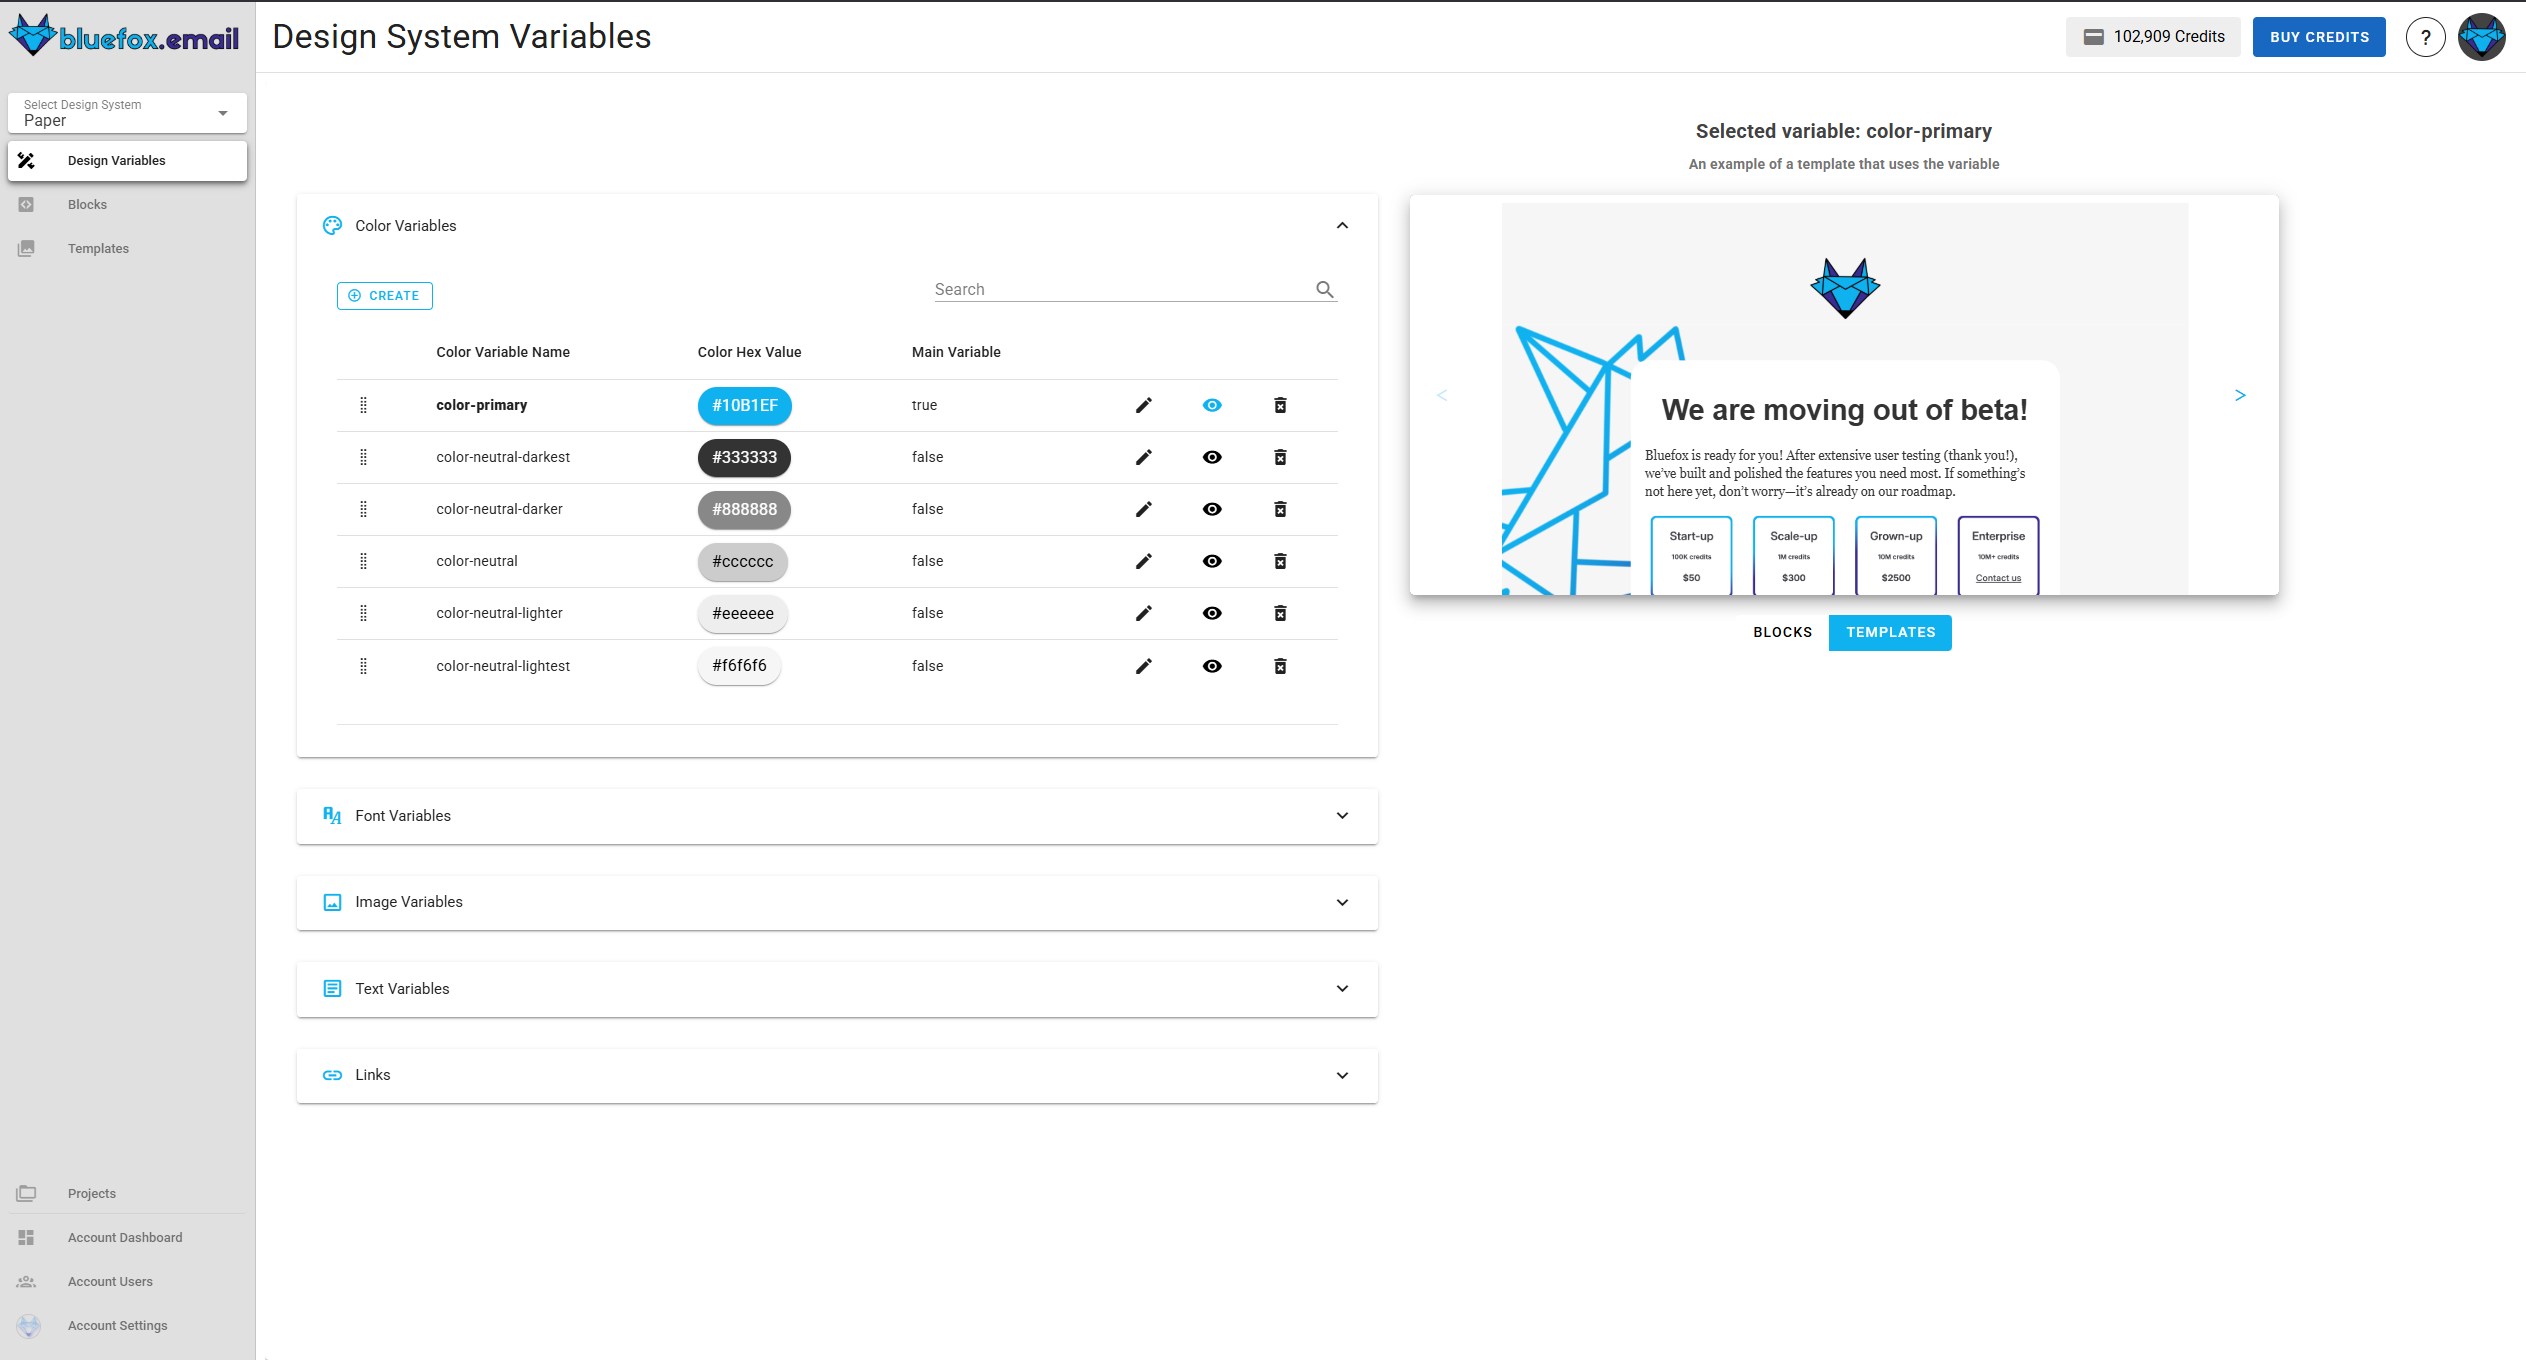 bluefox.email
Design System Variables
102,909 Credits
BUY CREDITS
?
Select Design System
Paper
Design Variables
Blocks
Templates
Projects
Account Dashboard
Account Users
Account Settings
Color Variables
CREATE
Search
Color Variable Name Color Hex Value Main Variable
color-primary #10B1EF true
color-neutral-darkest #333333 false
color-neutral-darker #888888 false
color-neutral #cccccc false
color-neutral-lighter #eeeeee false
color-neutral-lightest #f6f6f6 false
Font Variables
Image Variables
Text Variables
Links
Selected variable: color-primary
An example of a template that uses the variable
<
>
We are moving out of beta!
Bluefox is ready for you! After extensive user testing (thank you!),
we’ve built and polished the features you need most. If something’s
not here yet, don’t worry—it’s already on our roadmap.
Start-up Scale-up Grown-up Enterprise
100K credits 1M credits 10M credits 10M+ credits
$50 $300 $2500 Contact us
BLOCKS TEMPLATES